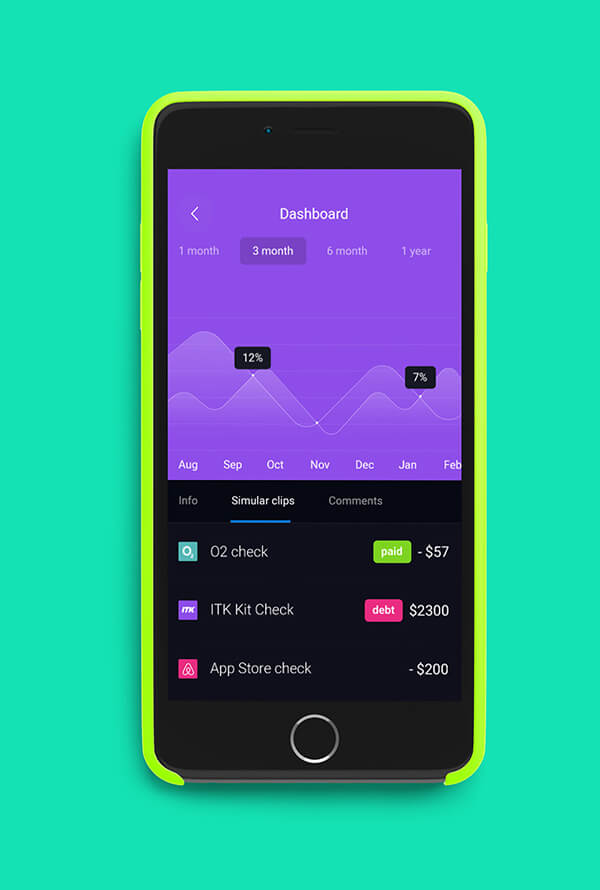 Dashboard
1 month 3 month 6 month 1 year
12%
7%
Aug Sep Oct Nov Dec Jan Feb
Info Simular clips Comments
O2 O2 check paid - $57
ITK ITK Kit Check debt $2300
App Store check - $200